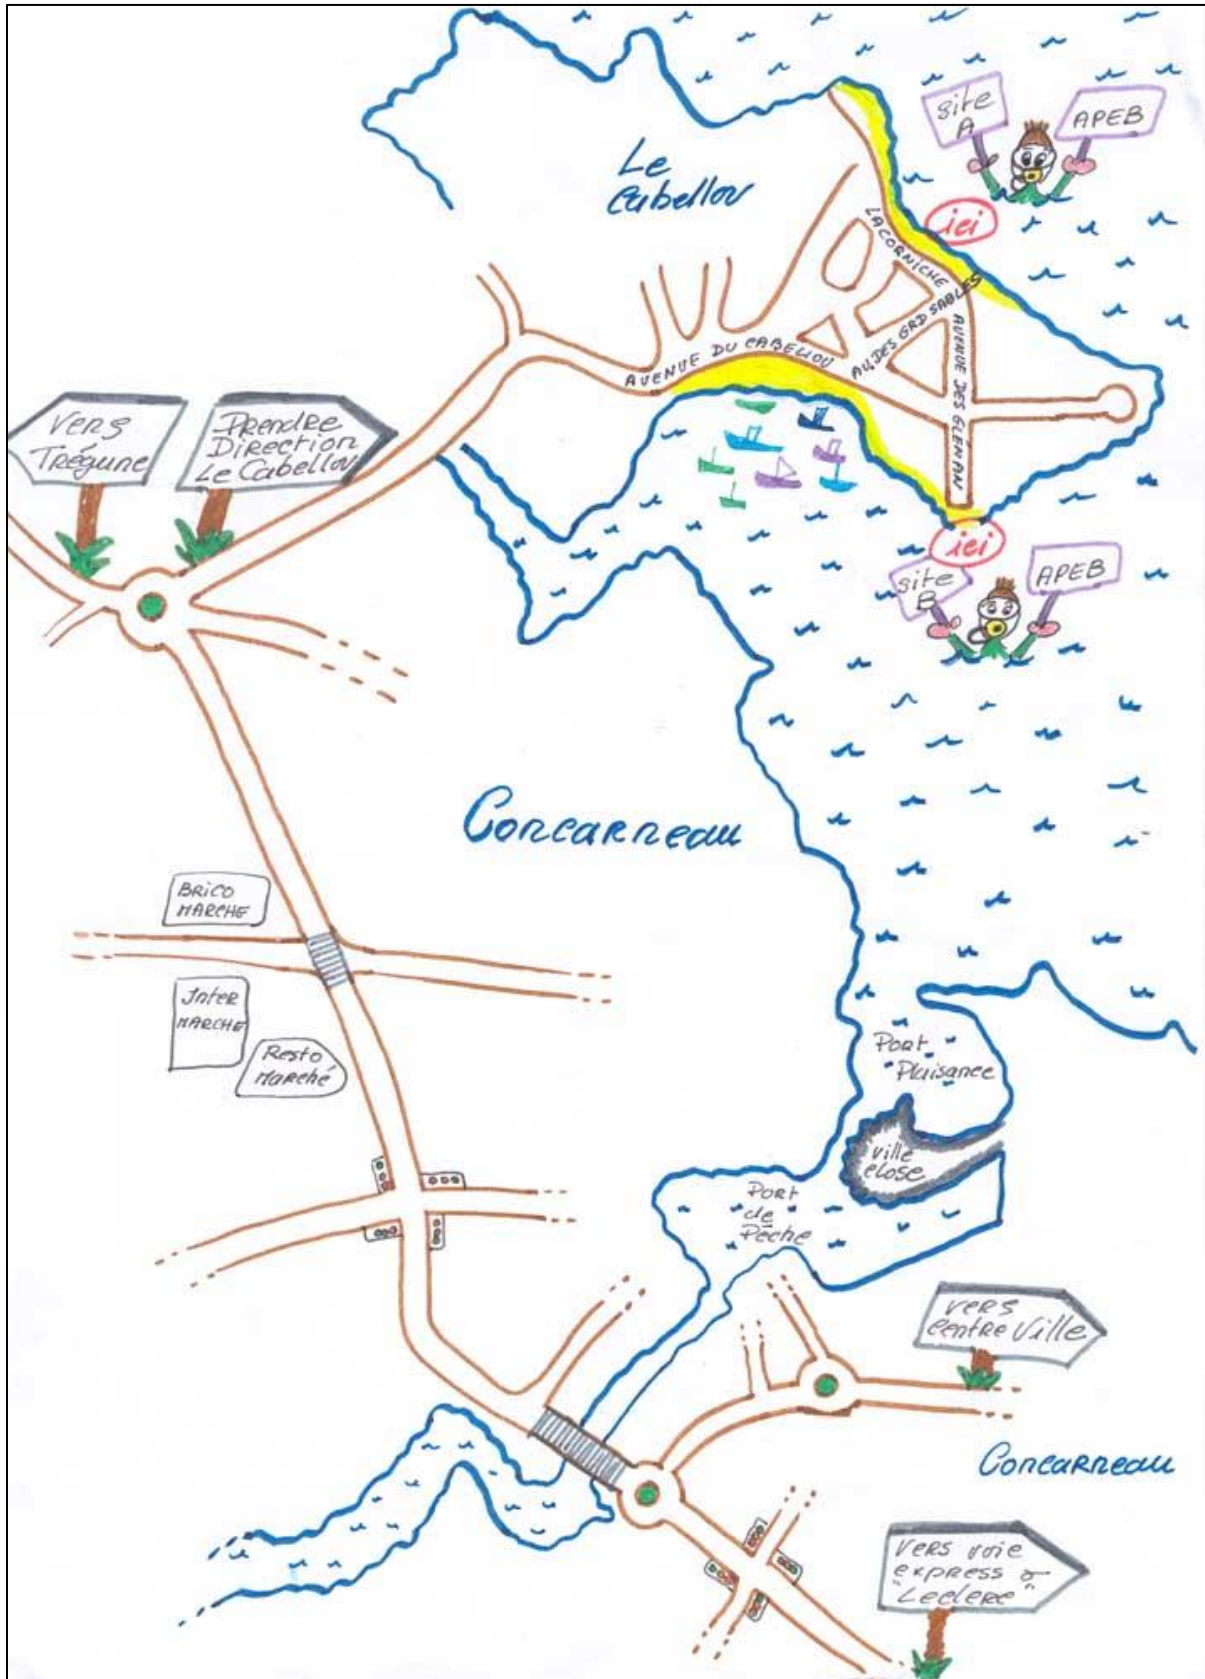 site
A
APEB
Le
Cabellou
ici
LA CORNICHE
AV. DES GRD SABLES
AVENUE DU CABELLOU
AVENUE DES GLENAN
Vers
Trégunc
Prendre
Direction
Le Cabellou
ici
site
B
APEB
Concarneau
BRICO
MARCHE
Inter
MARCHE
Resto
Marché
Port
Plaisance
Ville
close
Port
de
Pêche
vers
centre Ville
Concarneau
Vers voie
express &
"Leclerc"